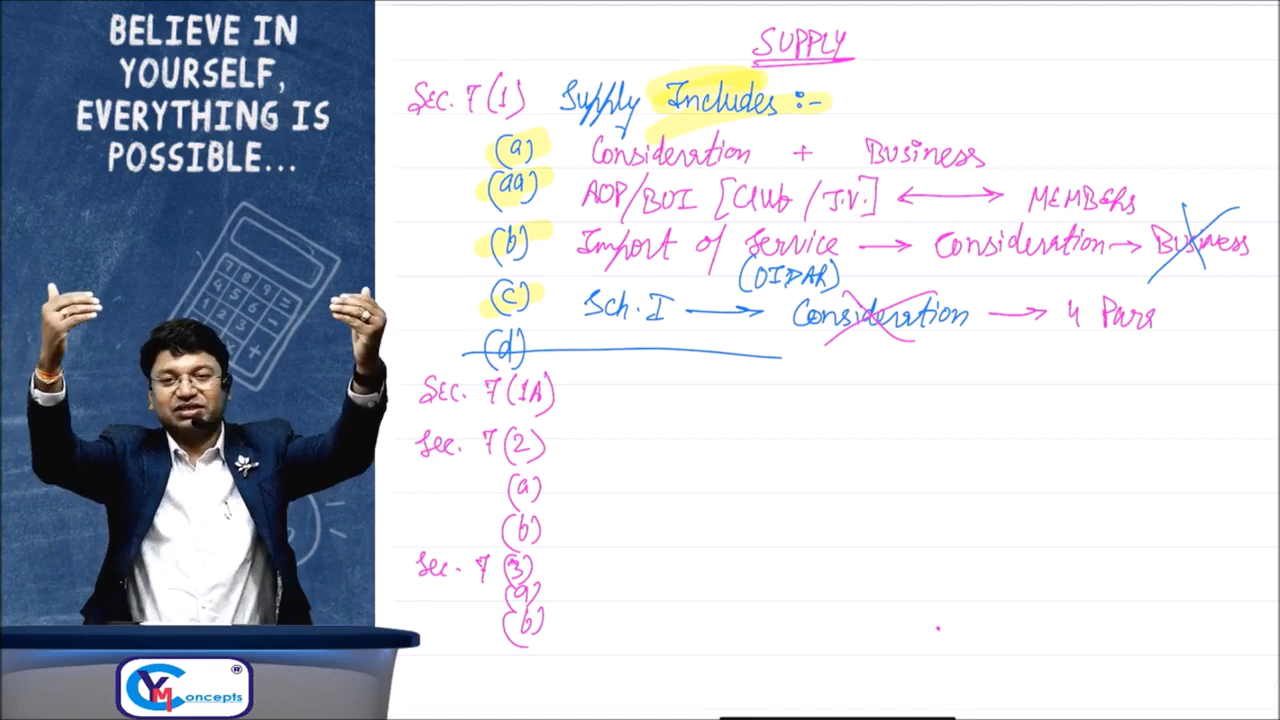 BELIEVE IN
YOURSELF,
EVERYTHING IS
POSSIBLE...
SUPPLY
Sec. 7(1) Supply Includes :-
(a) Consideration + Business
(aa) AOP/BOI [Club / J.V.] ⟷ MEMBERS
(b) Import of Service → Consideration → Business
(OIDAR)
(c) Sch. I → Consideration → 4 Para
(d)
Sec. 7(1A)
Sec. 7(2)
(a)
(b)
Sec. 7(3)
(a)
(b)
YM Concepts ®